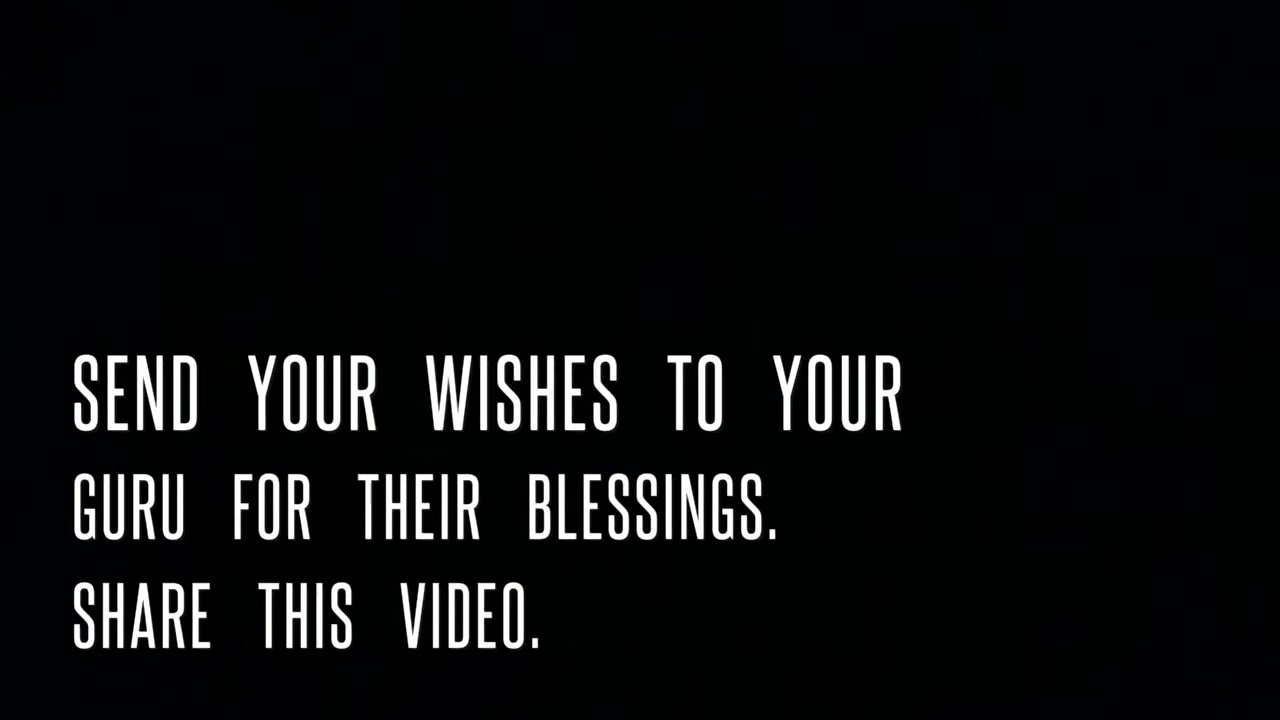 SEND YOUR WISHES TO YOUR
GURU FOR THEIR BLESSINGS.
SHARE THIS VIDEO.